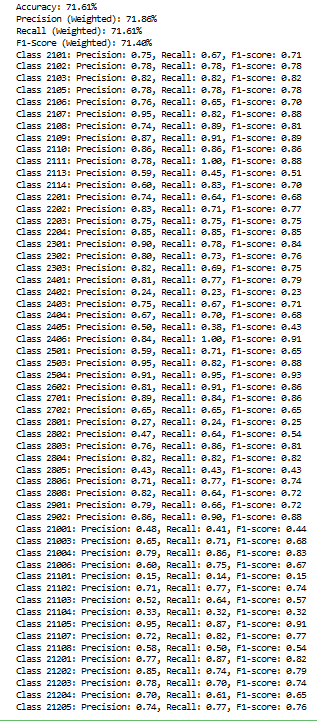 Accuracy: 71.61%
Precision (Weighted): 71.86%
Recall (Weighted): 71.61%
F1-Score (Weighted): 71.40%
Class 2101: Precision: 0.75, Recall: 0.67, F1-score: 0.71
Class 2102: Precision: 0.78, Recall: 0.78, F1-score: 0.78
Class 2103: Precision: 0.82, Recall: 0.82, F1-score: 0.82
Class 2105: Precision: 0.78, Recall: 0.78, F1-score: 0.78
Class 2106: Precision: 0.76, Recall: 0.65, F1-score: 0.70
Class 2107: Precision: 0.95, Recall: 0.82, F1-score: 0.88
Class 2108: Precision: 0.74, Recall: 0.89, F1-score: 0.81
Class 2109: Precision: 0.87, Recall: 0.91, F1-score: 0.89
Class 2110: Precision: 0.86, Recall: 0.86, F1-score: 0.86
Class 2111: Precision: 0.78, Recall: 1.00, F1-score: 0.88
Class 2113: Precision: 0.59, Recall: 0.45, F1-score: 0.51
Class 2114: Precision: 0.60, Recall: 0.83, F1-score: 0.70
Class 2201: Precision: 0.74, Recall: 0.64, F1-score: 0.68
Class 2202: Precision: 0.83, Recall: 0.71, F1-score: 0.77
Class 2203: Precision: 0.75, Recall: 0.75, F1-score: 0.75
Class 2204: Precision: 0.85, Recall: 0.85, F1-score: 0.85
Class 2301: Precision: 0.90, Recall: 0.78, F1-score: 0.84
Class 2302: Precision: 0.80, Recall: 0.73, F1-score: 0.76
Class 2303: Precision: 0.82, Recall: 0.69, F1-score: 0.75
Class 2401: Precision: 0.81, Recall: 0.77, F1-score: 0.79
Class 2402: Precision: 0.24, Recall: 0.23, F1-score: 0.23
Class 2403: Precision: 0.75, Recall: 0.67, F1-score: 0.71
Class 2404: Precision: 0.67, Recall: 0.70, F1-score: 0.68
Class 2405: Precision: 0.50, Recall: 0.38, F1-score: 0.43
Class 2406: Precision: 0.84, Recall: 1.00, F1-score: 0.91
Class 2501: Precision: 0.59, Recall: 0.71, F1-score: 0.65
Class 2503: Precision: 0.95, Recall: 0.82, F1-score: 0.88
Class 2504: Precision: 0.91, Recall: 0.95, F1-score: 0.93
Class 2602: Precision: 0.81, Recall: 0.91, F1-score: 0.86
Class 2701: Precision: 0.89, Recall: 0.84, F1-score: 0.86
Class 2702: Precision: 0.65, Recall: 0.65, F1-score: 0.65
Class 2801: Precision: 0.27, Recall: 0.24, F1-score: 0.25
Class 2802: Precision: 0.47, Recall: 0.64, F1-score: 0.54
Class 2803: Precision: 0.76, Recall: 0.86, F1-score: 0.81
Class 2804: Precision: 0.82, Recall: 0.82, F1-score: 0.82
Class 2805: Precision: 0.43, Recall: 0.43, F1-score: 0.43
Class 2806: Precision: 0.71, Recall: 0.77, F1-score: 0.74
Class 2808: Precision: 0.82, Recall: 0.64, F1-score: 0.72
Class 2901: Precision: 0.79, Recall: 0.66, F1-score: 0.72
Class 2902: Precision: 0.86, Recall: 0.90, F1-score: 0.88
Class 21001: Precision: 0.48, Recall: 0.41, F1-score: 0.44
Class 21003: Precision: 0.65, Recall: 0.71, F1-score: 0.68
Class 21004: Precision: 0.79, Recall: 0.86, F1-score: 0.83
Class 21006: Precision: 0.60, Recall: 0.75, F1-score: 0.67
Class 21101: Precision: 0.15, Recall: 0.14, F1-score: 0.15
Class 21102: Precision: 0.71, Recall: 0.77, F1-score: 0.74
Class 21103: Precision: 0.52, Recall: 0.64, F1-score: 0.57
Class 21104: Precision: 0.33, Recall: 0.32, F1-score: 0.32
Class 21105: Precision: 0.95, Recall: 0.87, F1-score: 0.91
Class 21107: Precision: 0.72, Recall: 0.82, F1-score: 0.77
Class 21108: Precision: 0.58, Recall: 0.50, F1-score: 0.54
Class 21201: Precision: 0.77, Recall: 0.87, F1-score: 0.82
Class 21202: Precision: 0.85, Recall: 0.74, F1-score: 0.79
Class 21203: Precision: 0.78, Recall: 0.70, F1-score: 0.74
Class 21204: Precision: 0.70, Recall: 0.61, F1-score: 0.65
Class 21205: Precision: 0.74, Recall: 0.77, F1-score: 0.76